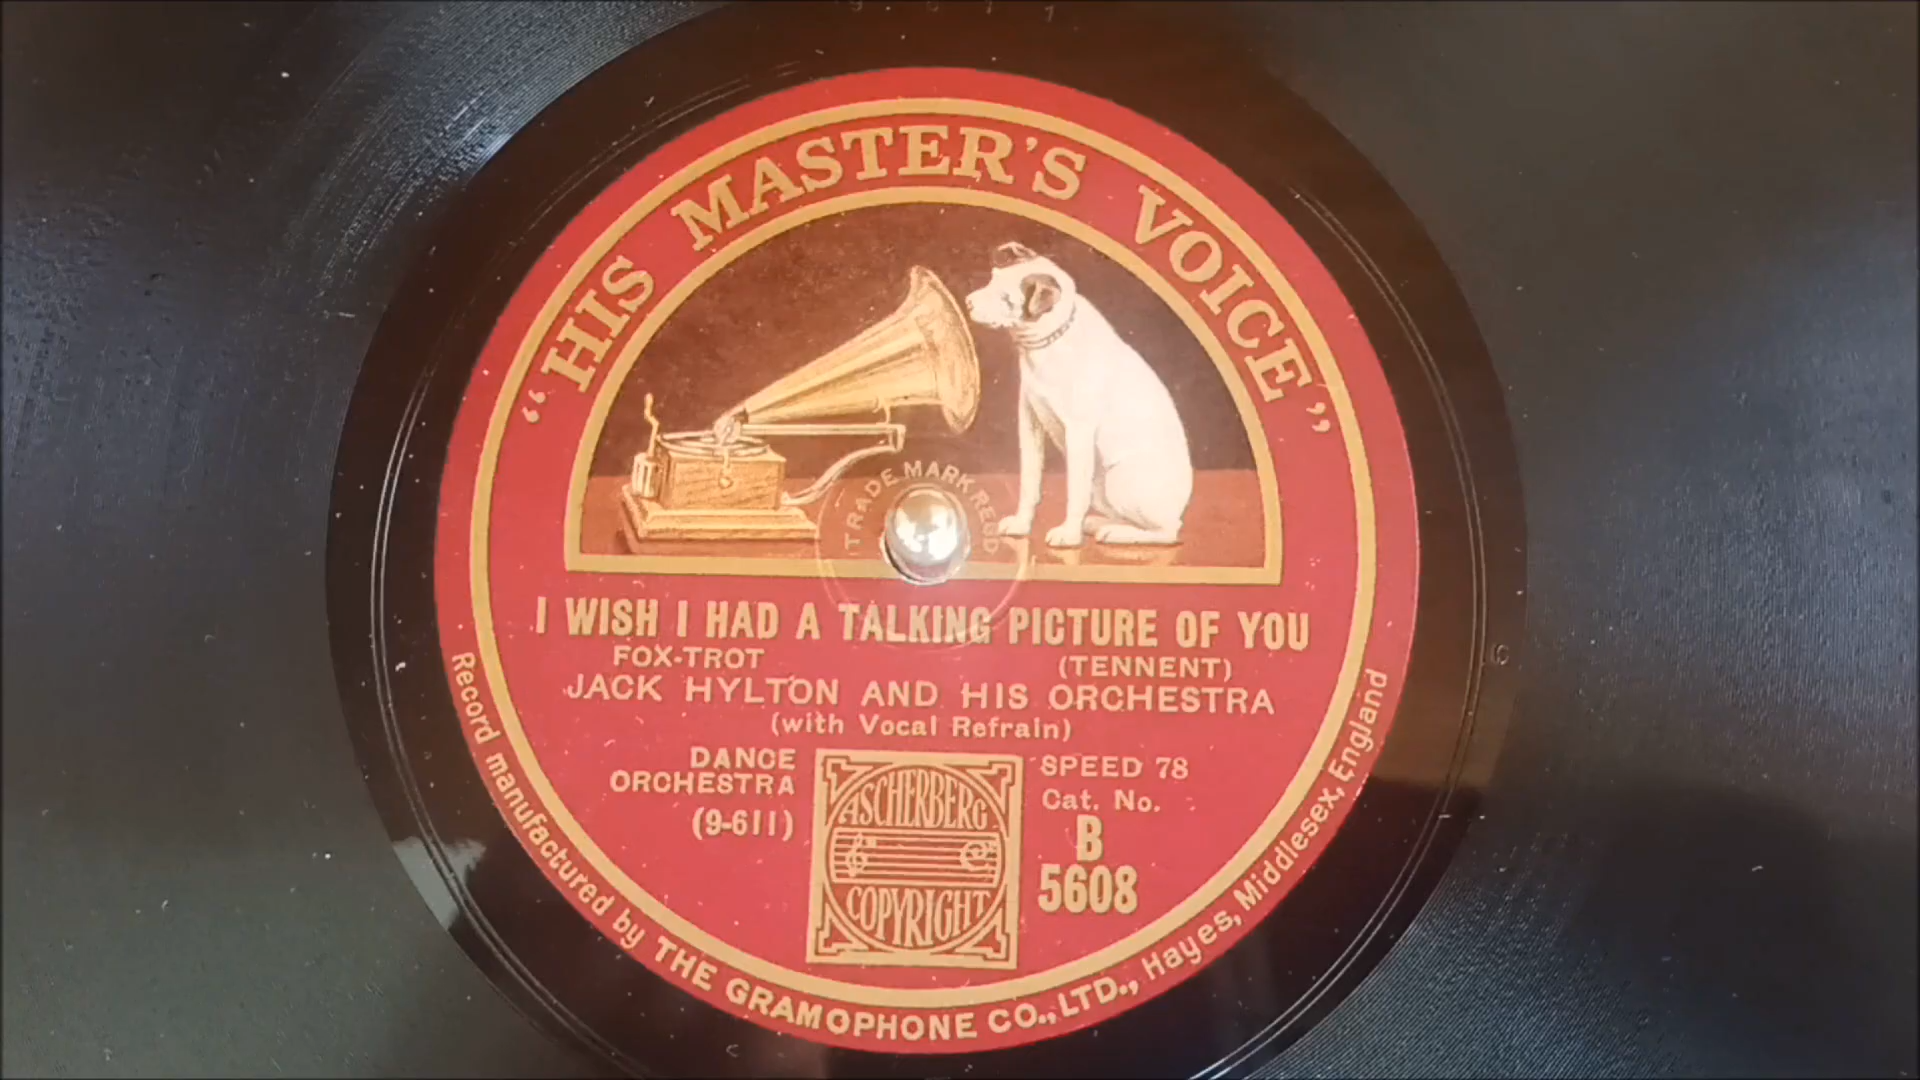 “HIS MASTER'S VOICE”
TRADE MARK REGD
I WISH I HAD A TALKING PICTURE OF YOU
FOX-TROT (TENNENT)
JACK HYLTON AND HIS ORCHESTRA
(with Vocal Refrain)
DANCE
ORCHESTRA
(9-611)
ASCHERBERG
COPYRIGHT
SPEED 78
Cat. No.
B
5608
Record manufactured by THE GRAMOPHONE CO., LTD., Hayes, Middlesex, England